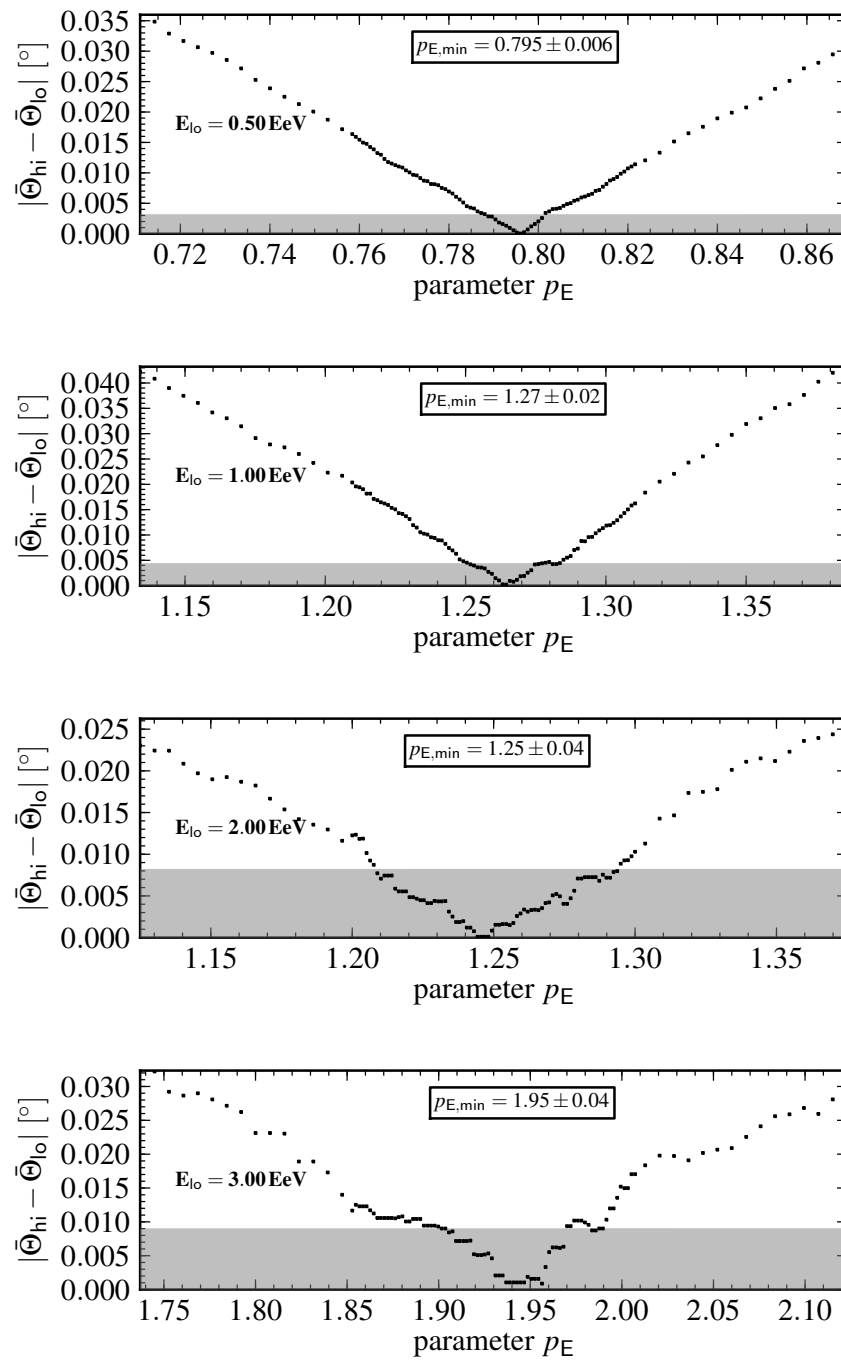 0.035
0.030
0.025
0.020
0.015
0.010
0.005
0.000
|Θ̄hi − Θ̄lo| [°]
pE,min = 0.795 ± 0.006
Elo = 0.50 EeV
0.72 0.74 0.76 0.78 0.80 0.82 0.84 0.86
parameter pE
0.040
0.035
0.030
0.025
0.020
0.015
0.010
0.005
0.000
|Θ̄hi − Θ̄lo| [°]
pE,min = 1.27 ± 0.02
Elo = 1.00 EeV
1.15 1.20 1.25 1.30 1.35
parameter pE
0.025
0.020
0.015
0.010
0.005
0.000
|Θ̄hi − Θ̄lo| [°]
pE,min = 1.25 ± 0.04
Elo = 2.00 EeV
1.15 1.20 1.25 1.30 1.35
parameter pE
0.030
0.025
0.020
0.015
0.010
0.005
0.000
|Θ̄hi − Θ̄lo| [°]
pE,min = 1.95 ± 0.04
Elo = 3.00 EeV
1.75 1.80 1.85 1.90 1.95 2.00 2.05 2.10
parameter pE